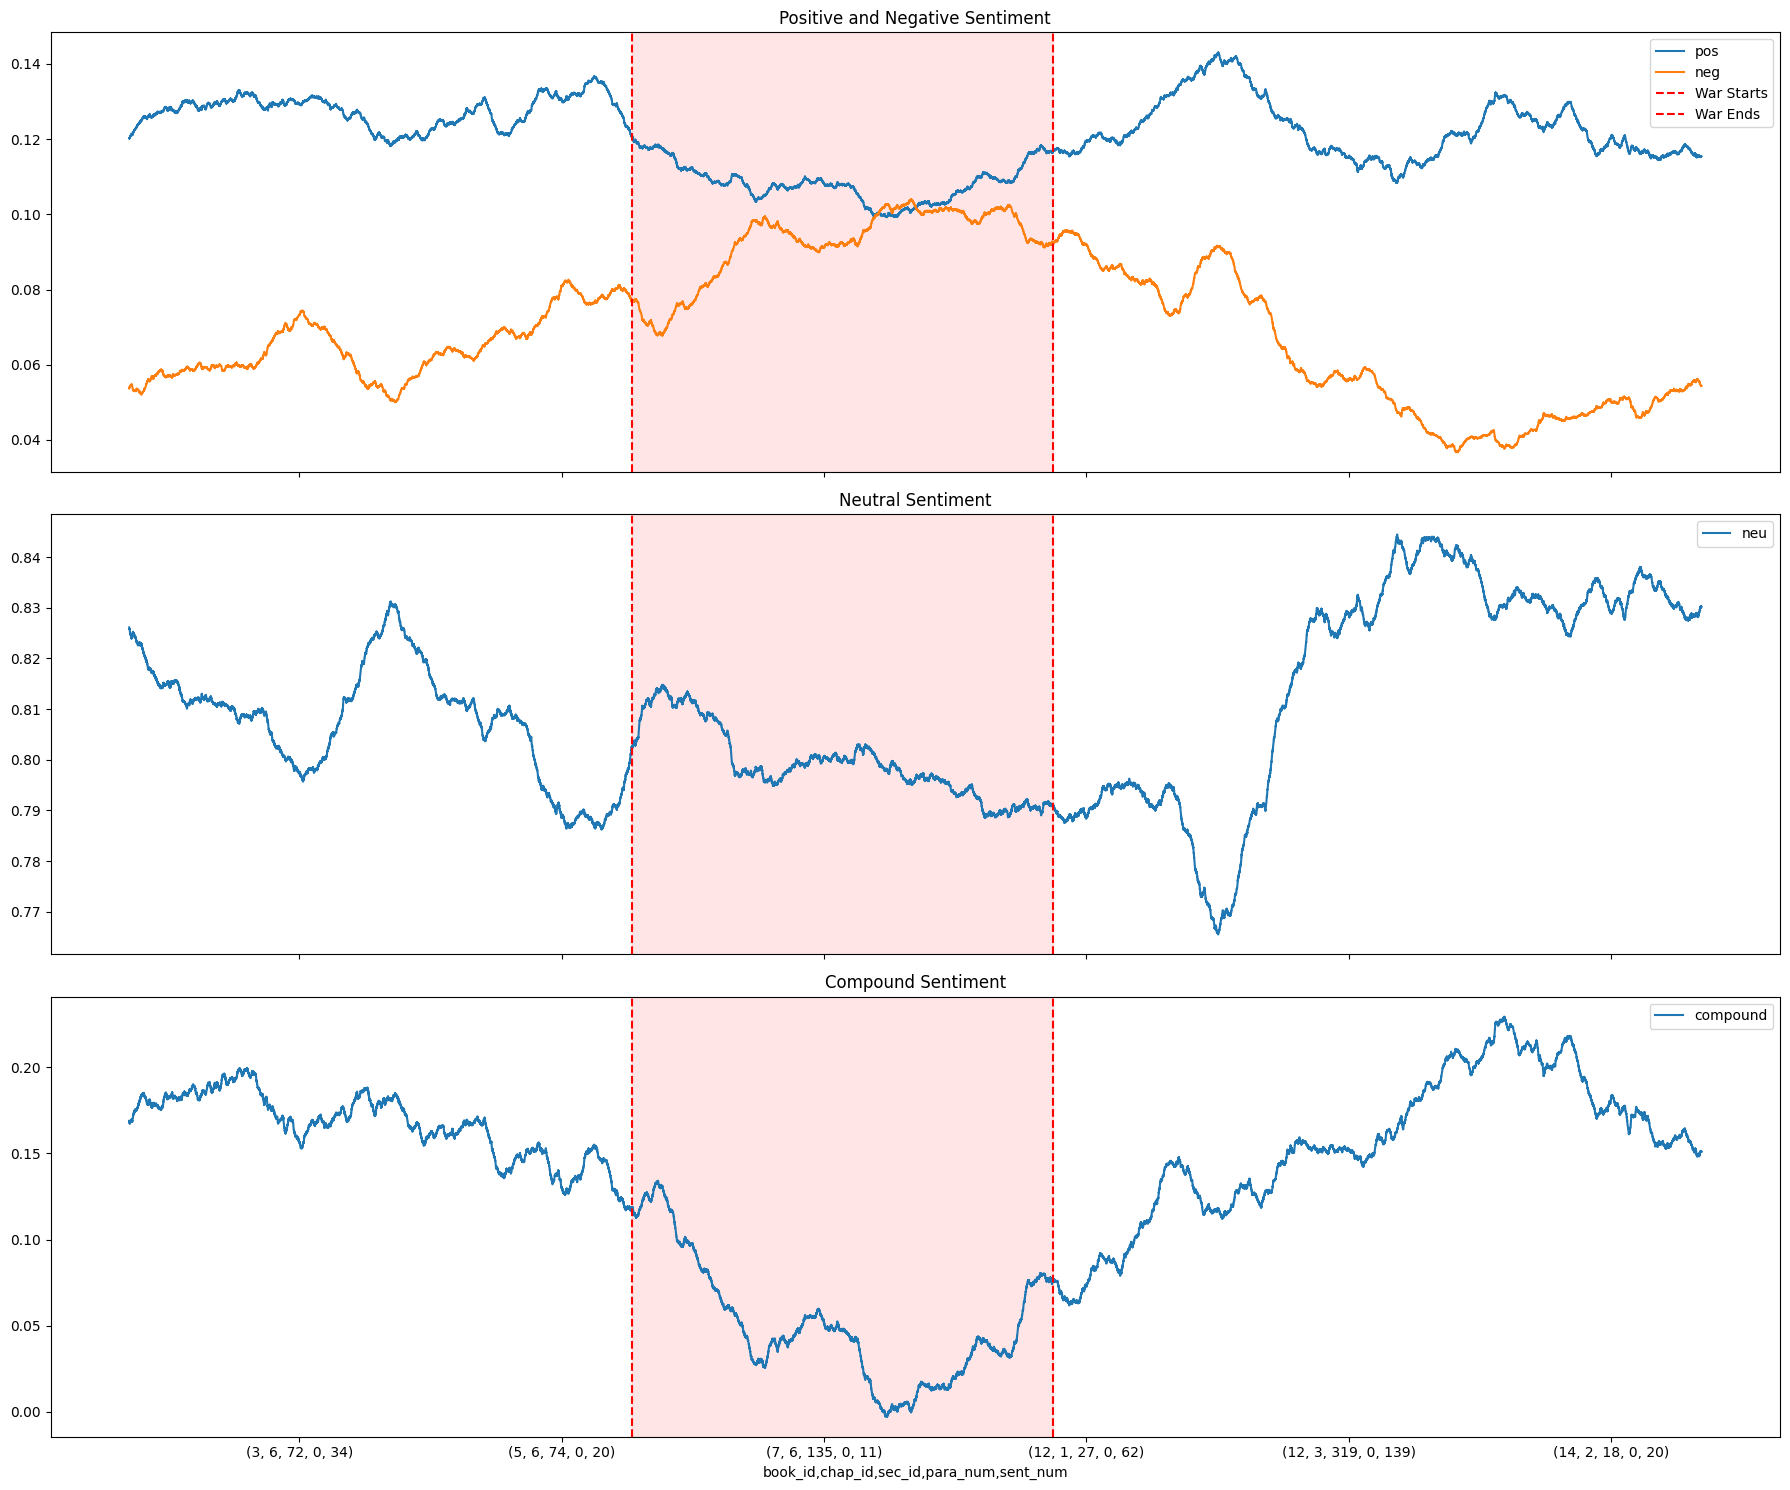 Positive and Negative Sentiment
pos
neg
War Starts
War Ends
0.14
0.12
0.10
0.08
0.06
0.04
Neutral Sentiment
neu
0.84
0.83
0.82
0.81
0.80
0.79
0.78
0.77
Compound Sentiment
compound
0.20
0.15
0.10
0.05
0.00
(3, 6, 72, 0, 34) (5, 6, 74, 0, 20) (7, 6, 135, 0, 11) (12, 1, 27, 0, 62) (12, 3, 319, 0, 139) (14, 2, 18, 0, 20)
book_id,chap_id,sec_id,para_num,sent_num